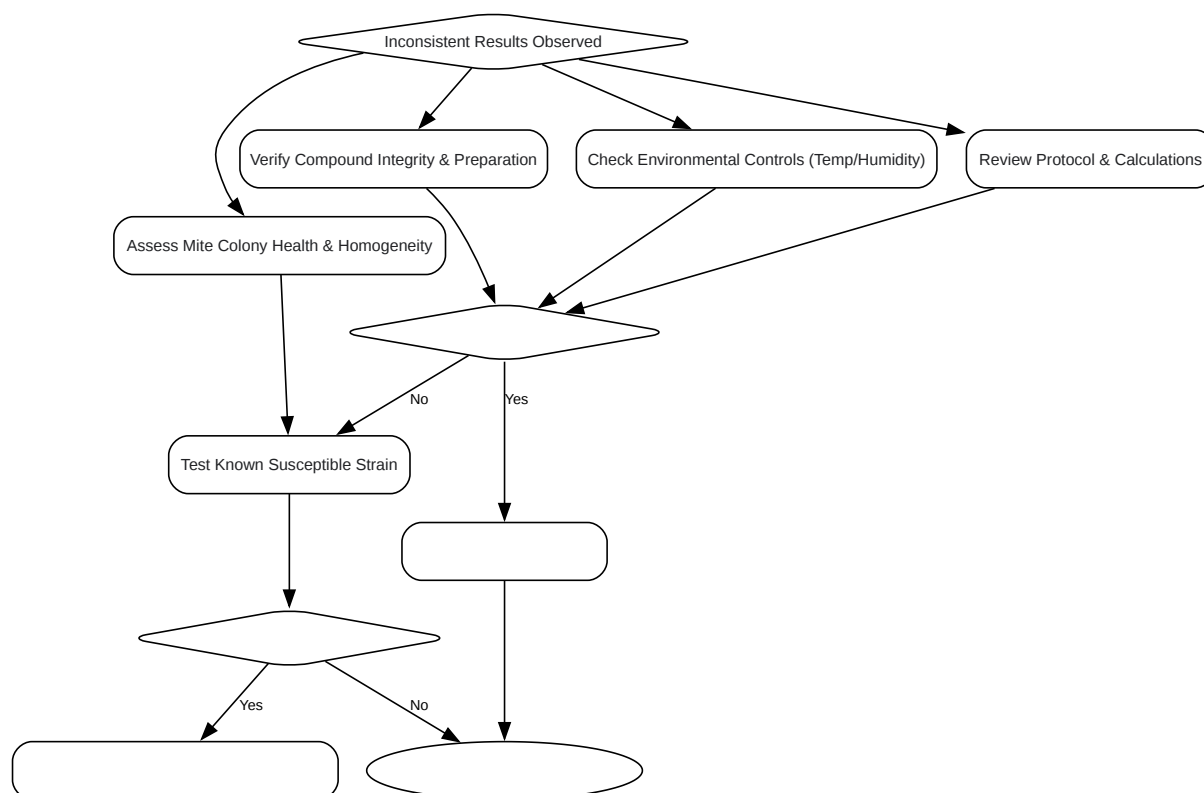 Inconsistent Results Observed
Verify Compound Integrity & Preparation
Check Environmental Controls (Temp/Humidity)
Review Protocol & Calculations
Assess Mite Colony Health & Homogeneity
No
Yes
Test Known Susceptible Strain
Yes
No